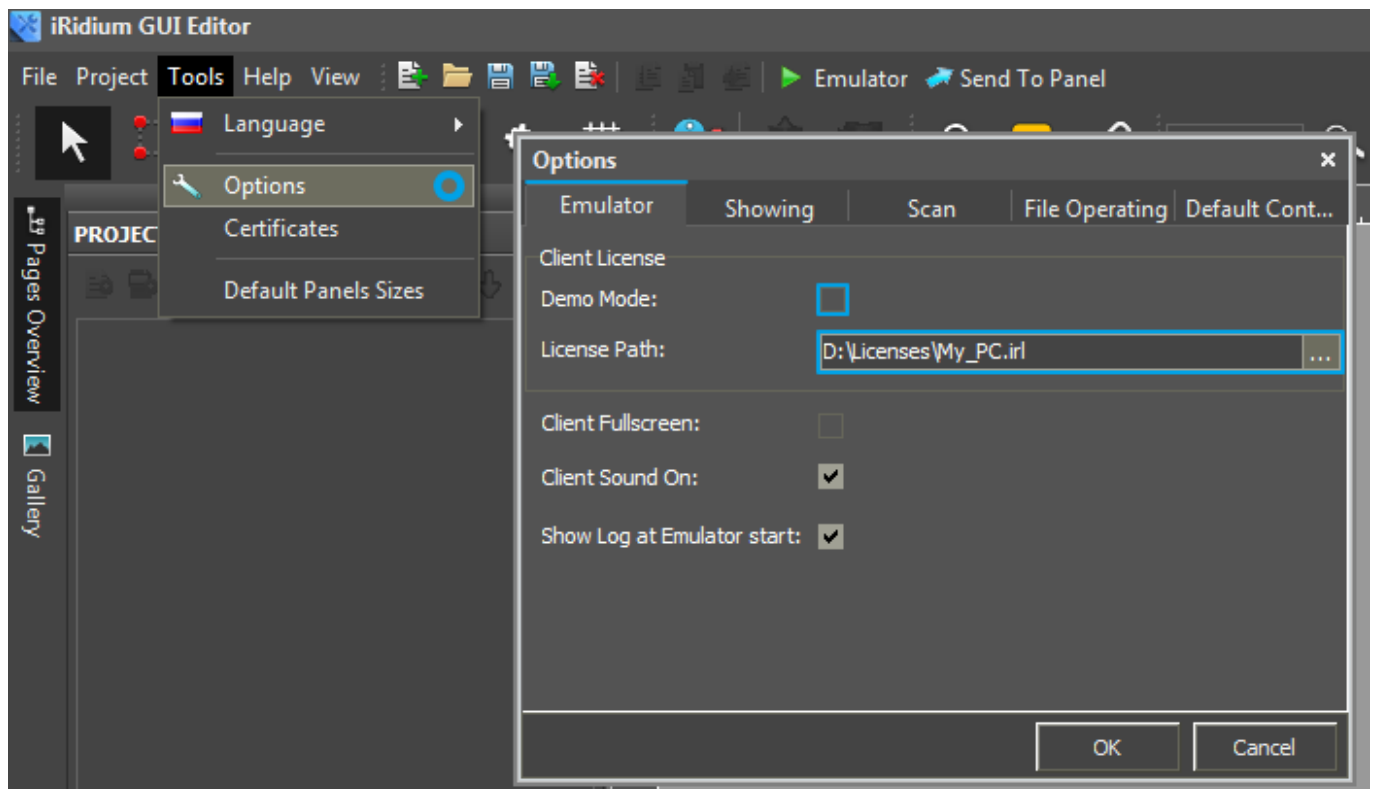 iRidium GUI Editor
File Project Tools Help View Emulator Send To Panel
Language
Options
Certificates
Default Panels Sizes
Pages Overview
Gallery
PROJEC
Options
Emulator Showing Scan File Operating Default Cont...
Client License
Demo Mode:
License Path: D:\Licenses\My_PC.irl ...
Client Fullscreen:
Client Sound On:
Show Log at Emulator start:
OK Cancel